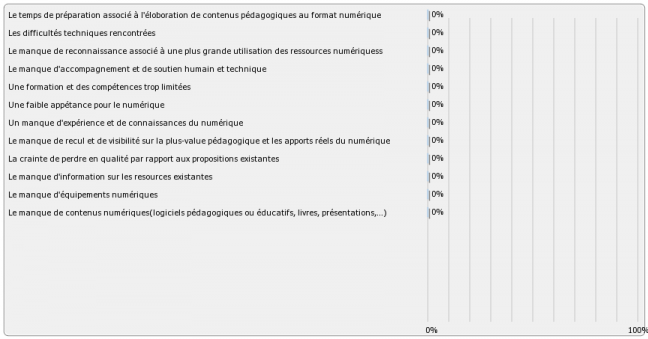 Le temps de préparation associé à l'éloboration de contenus pédagogiques au format numérique 0%
Les difficultés techniques rencontrées 0%
Le manque de reconnaissance associé à une plus grande utilisation des ressources numériquess 0%
Le manque d'accompagnement et de soutien humain et technique 0%
Une formation et des compétences trop limitées 0%
Une faible appétance pour le numérique 0%
Un manque d'expérience et de connaissances du numérique 0%
Le manque de recul et de visibilité sur la plus-value pédagogique et les apports réels du numérique 0%
La crainte de perdre en qualité par rapport aux propositions existantes 0%
Le manque d'information sur les resources existantes 0%
Le manque d'équipements numériques 0%
Le manque de contenus numériques(logiciels pédagogiques ou éducatifs, livres, présentations,...) 0%
0% 100%